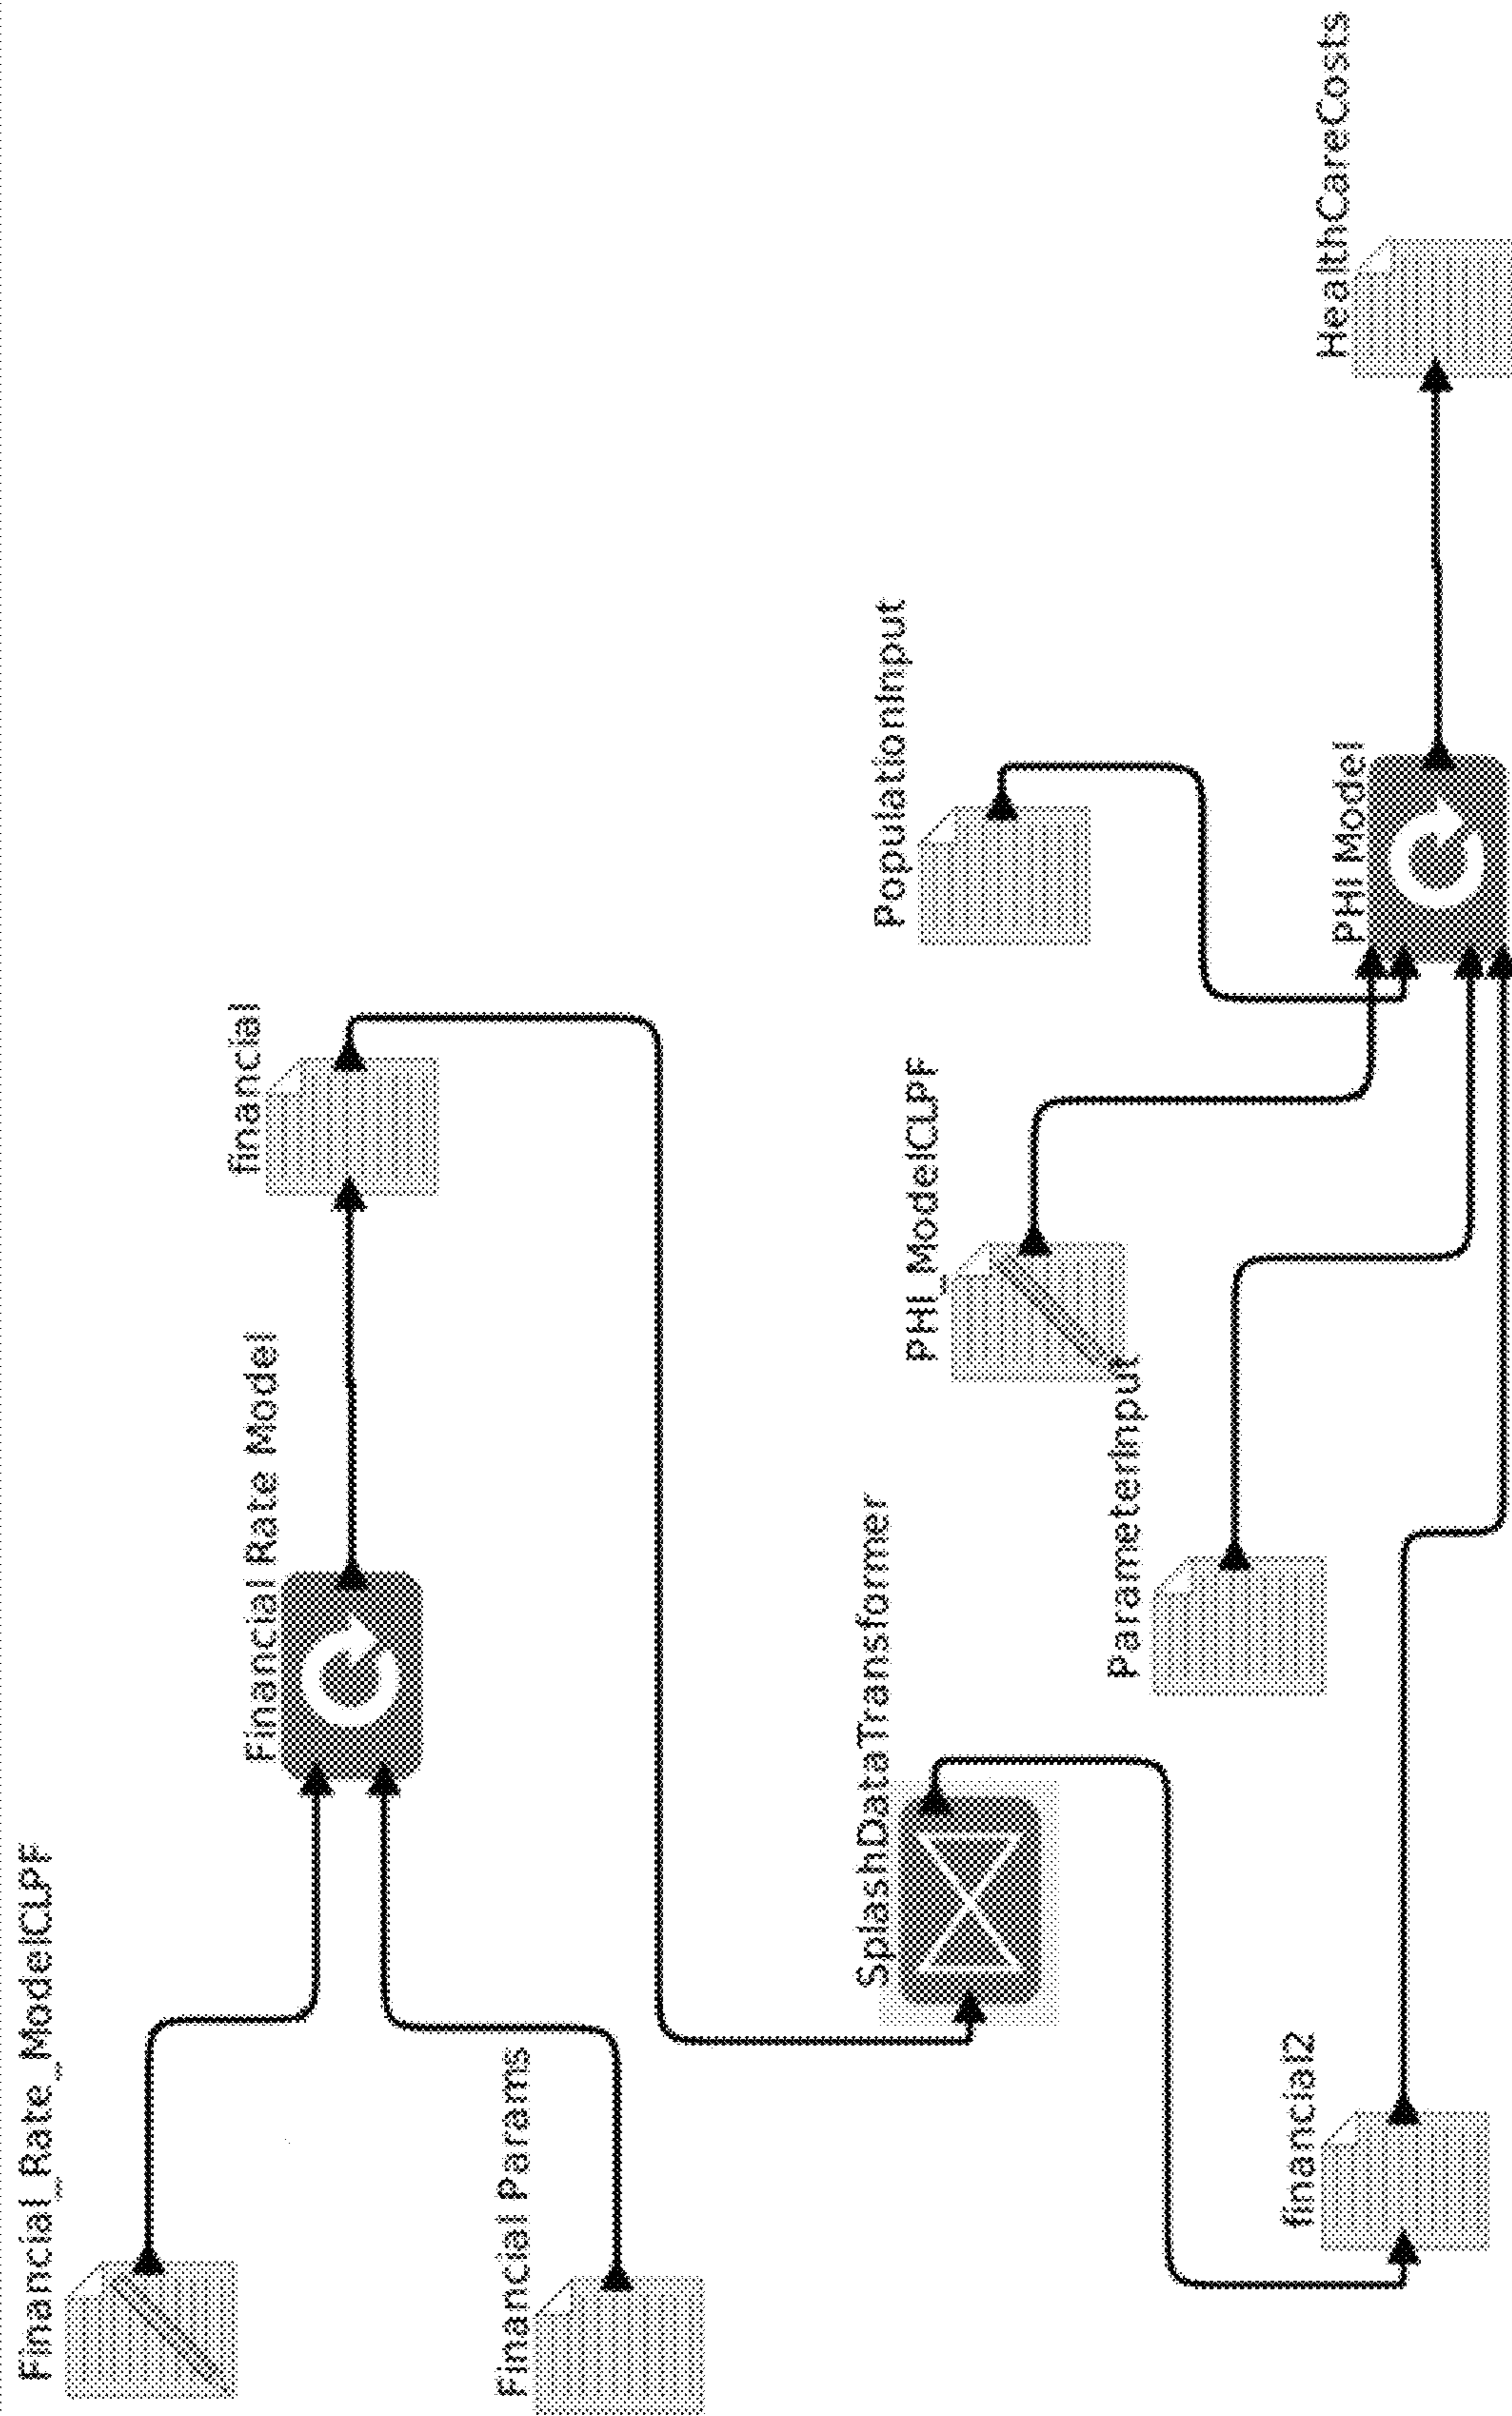 Financial_Rate_ModelCLPF
Financial Params
Financial Rate Model
financial
SplashDataTransformer
financial2
ParameterInput
PHI_ModelCLPF
PopulationInput
PHI Model
HealthCareCosts